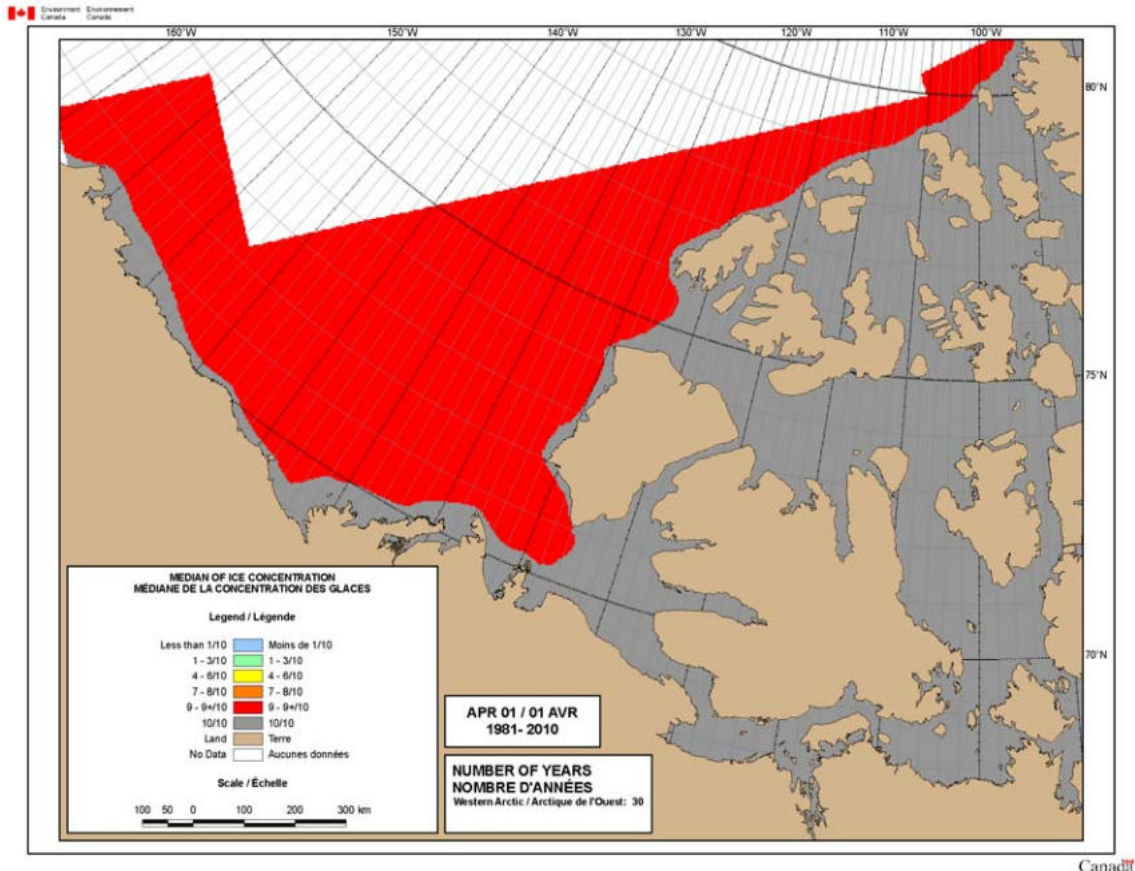 Environment Environnement
Canada Canada
160°W 150°W 140°W 130°W 120°W 110°W 100°W
80°N
75°N
70°N
MEDIAN OF ICE CONCENTRATION
MÉDIANE DE LA CONCENTRATION DES GLACES
Legend / Légende
Less than 1/10 Moins de 1/10
1 - 3/10 1 - 3/10
4 - 6/10 4 - 6/10
7 - 8/10 7 - 8/10
9 - 9+/10 9 - 9+/10
10/10 10/10
Land Terre
No Data Aucunes données
Scale / Échelle
100 50 0 100 200 300 km
APR 01 / 01 AVR
1981- 2010
NUMBER OF YEARS
NOMBRE D'ANNÉES
Western Arctic / Arctique de l'Ouest: 30
Canada